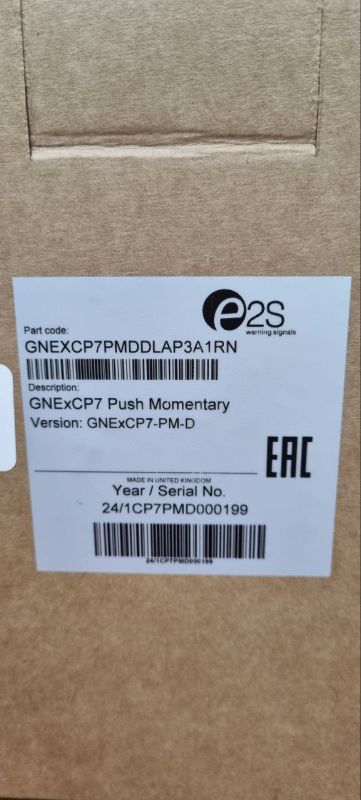 e2S
warning signals
Part code:
GNEXCP7PMDDLAP3A1RN
Description:
GNExCP7 Push Momentary
Version: GNExCP7-PM-D
EAC
MADE IN UNITED KINGDOM
Year / Serial No.
24/1CP7PMD000199
24/1CP7PMD000199